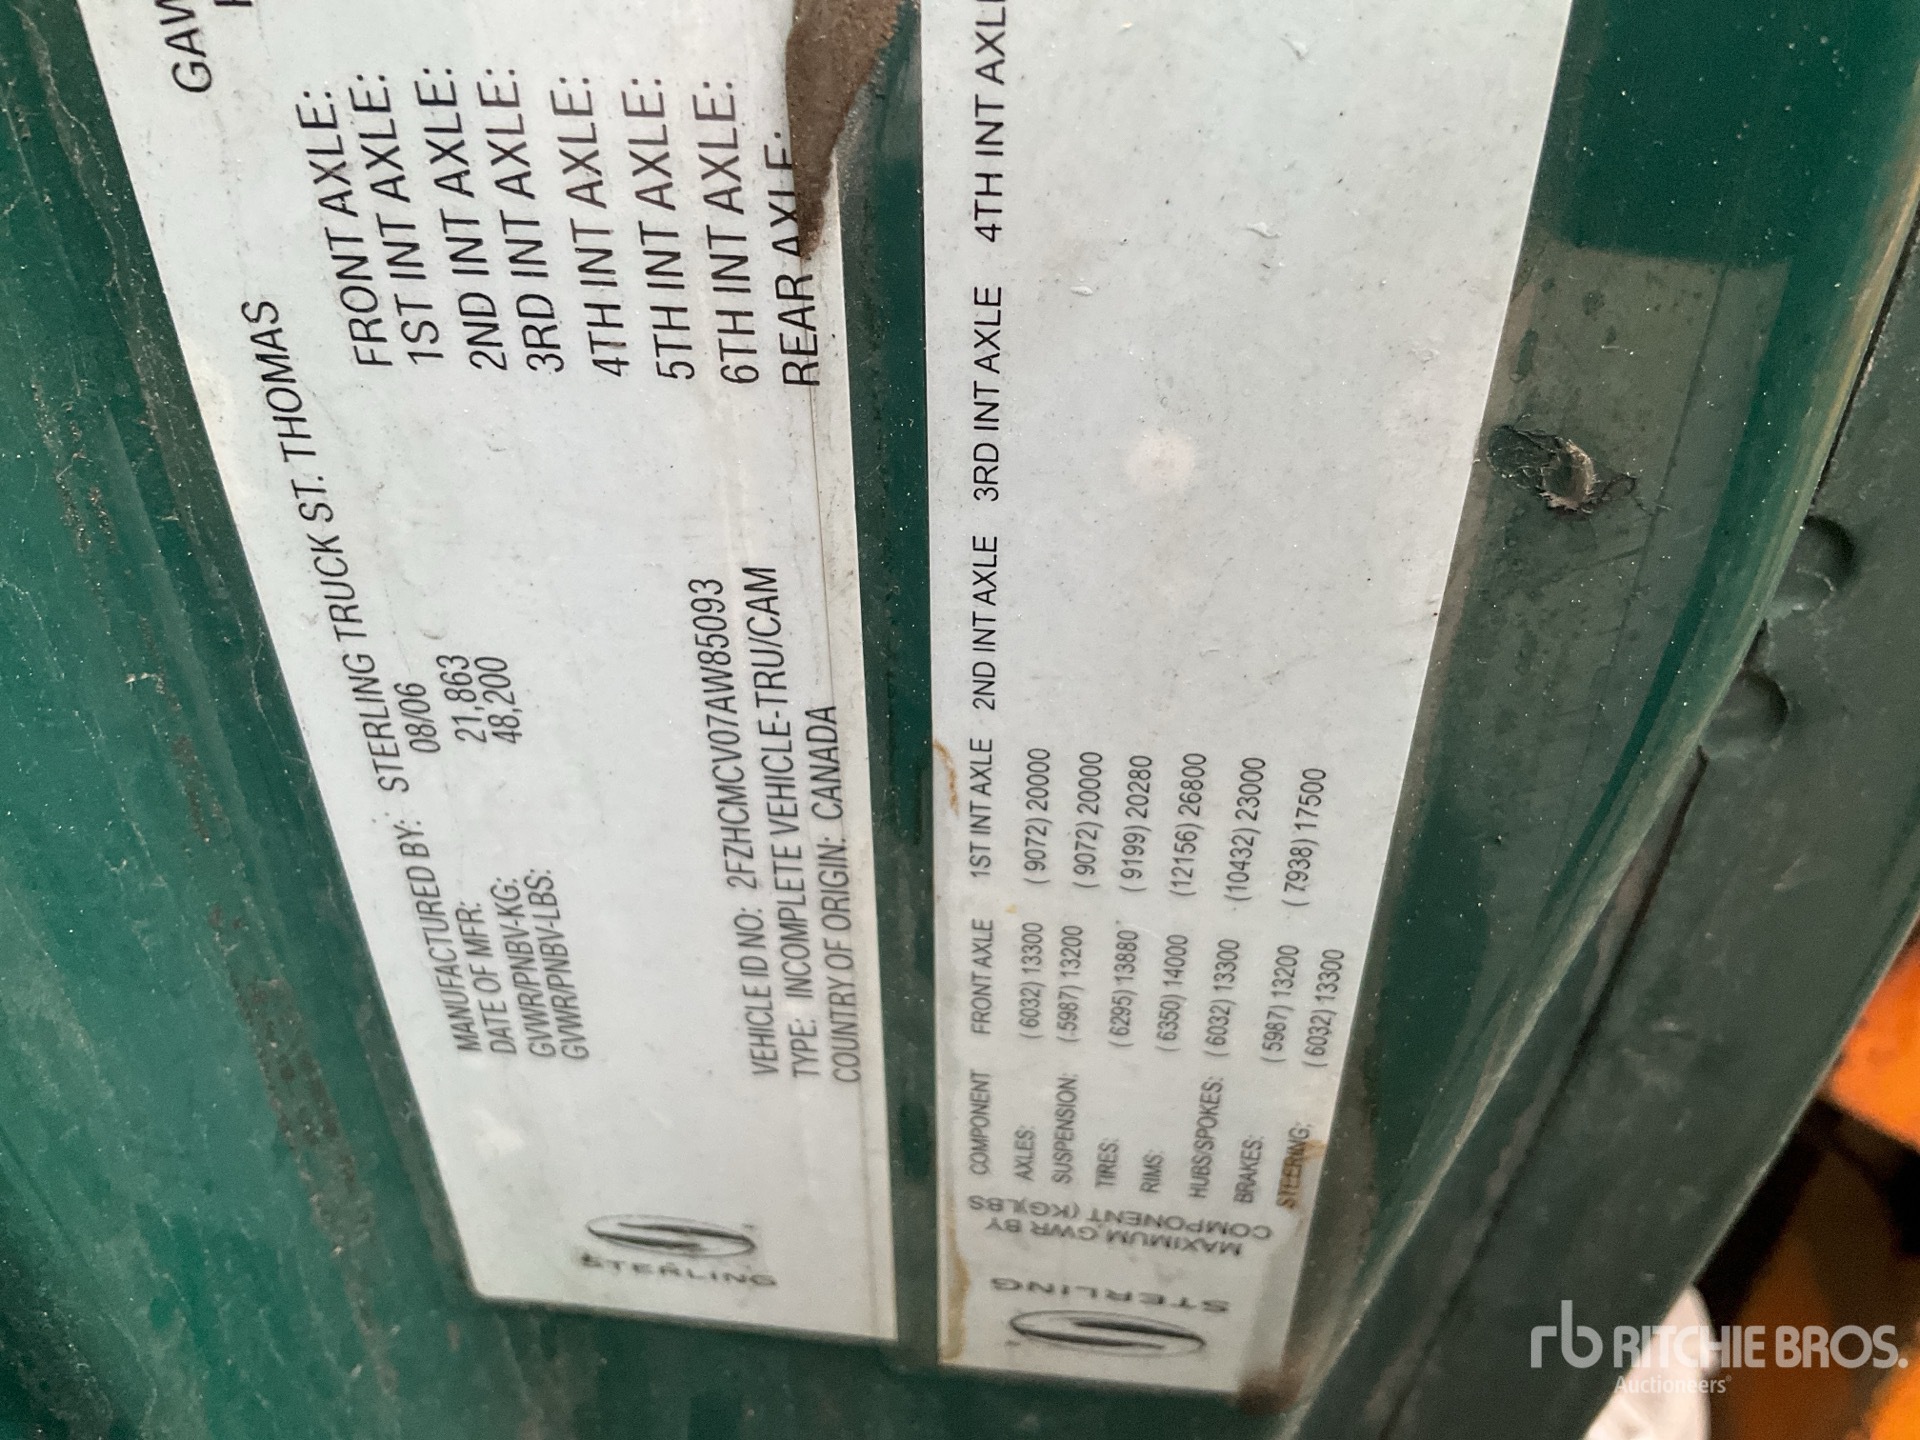 MANUFACTURED BY: STERLING TRUCK ST. THOMAS
DATE OF MFR: 08/06
GVWR/PNBV-KG: 21,863
GVWR/PNBV-LBS: 48,200
VEHICLE ID NO: 2FZHCMCV07AW85093
TYPE: INCOMPLETE VEHICLE-TRU/CAM
COUNTRY OF ORIGIN: CANADA
STERLING
FRONT AXLE:
1ST INT AXLE:
2ND INT AXLE:
3RD INT AXLE:
4TH INT AXLE:
5TH INT AXLE:
6TH INT AXLE:
REAR AXLE:
STERLING
MAXIMUM GWR BY
COMPONENT (KG)LBS
COMPONENT FRONT AXLE 1ST INT AXLE 2ND INT AXLE 3RD INT AXLE 4TH INT
AXLES: (6032) 13300 (9072) 20000
SUSPENSION: (5987) 13200 (9072) 20000
TIRES: (6295) 13880 (9199) 20280
RIMS: (6350) 14000 (12156) 26800
HUBS/SPOKES: (6032) 13300 (10432) 23000
BRAKES: (5987) 13200 (7938) 17500
STEERING: (6032) 13300
rb RITCHIE BROS.
Auctioneers